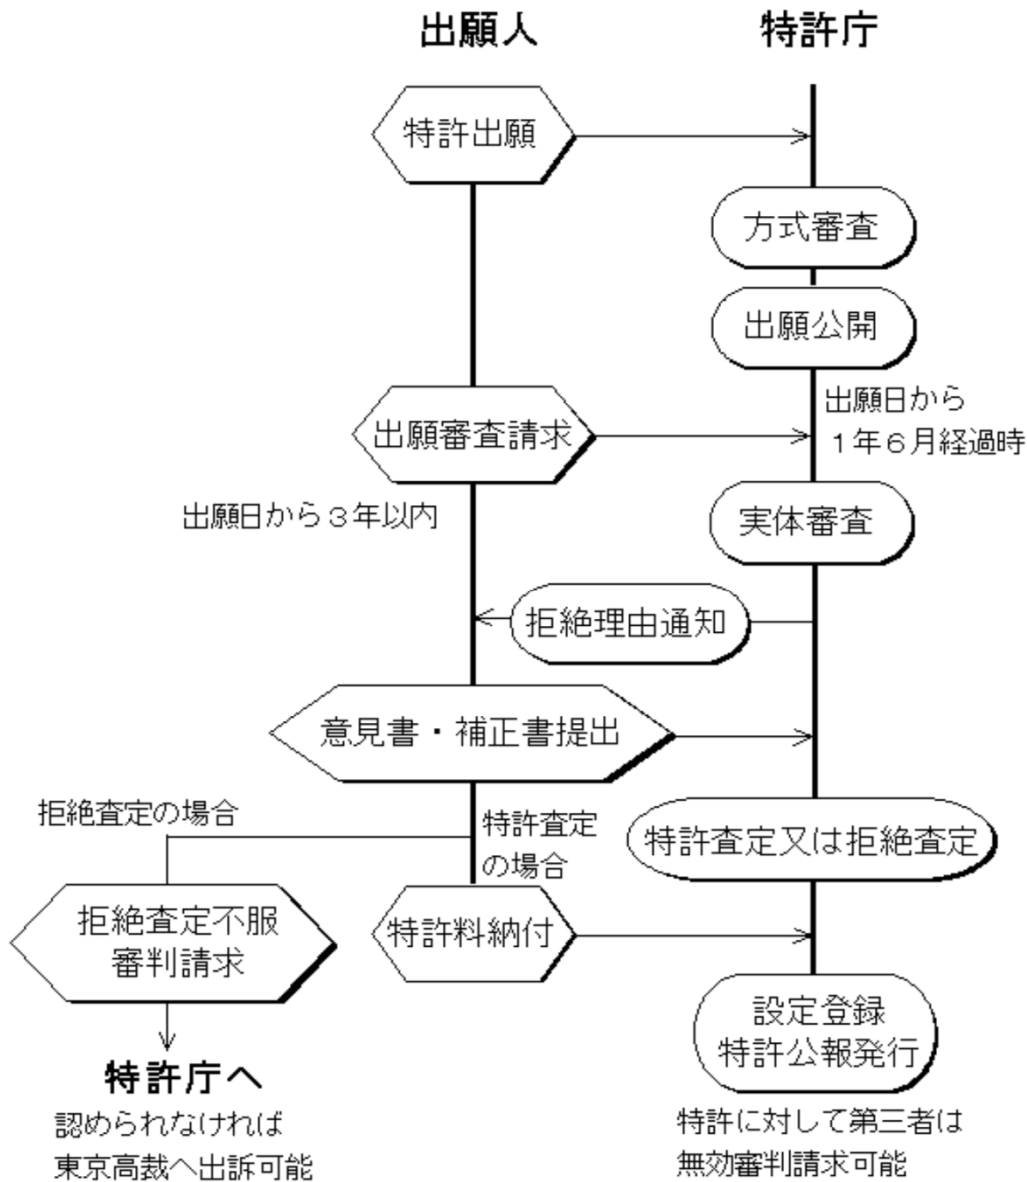 出願人
特許庁
特許出願
方式審査
出願公開
出願日から
1年6月経過時
出願審査請求
出願日から3年以内
実体審査
拒絶理由通知
意見書・補正書提出
拒絶査定の場合
特許査定
の場合
特許査定又は拒絶査定
拒絶査定不服
審判請求
特許料納付
設定登録
特許公報発行
特許庁へ
認められなければ
東京高裁へ出訴可能
特許に対して第三者は
無効審判請求可能